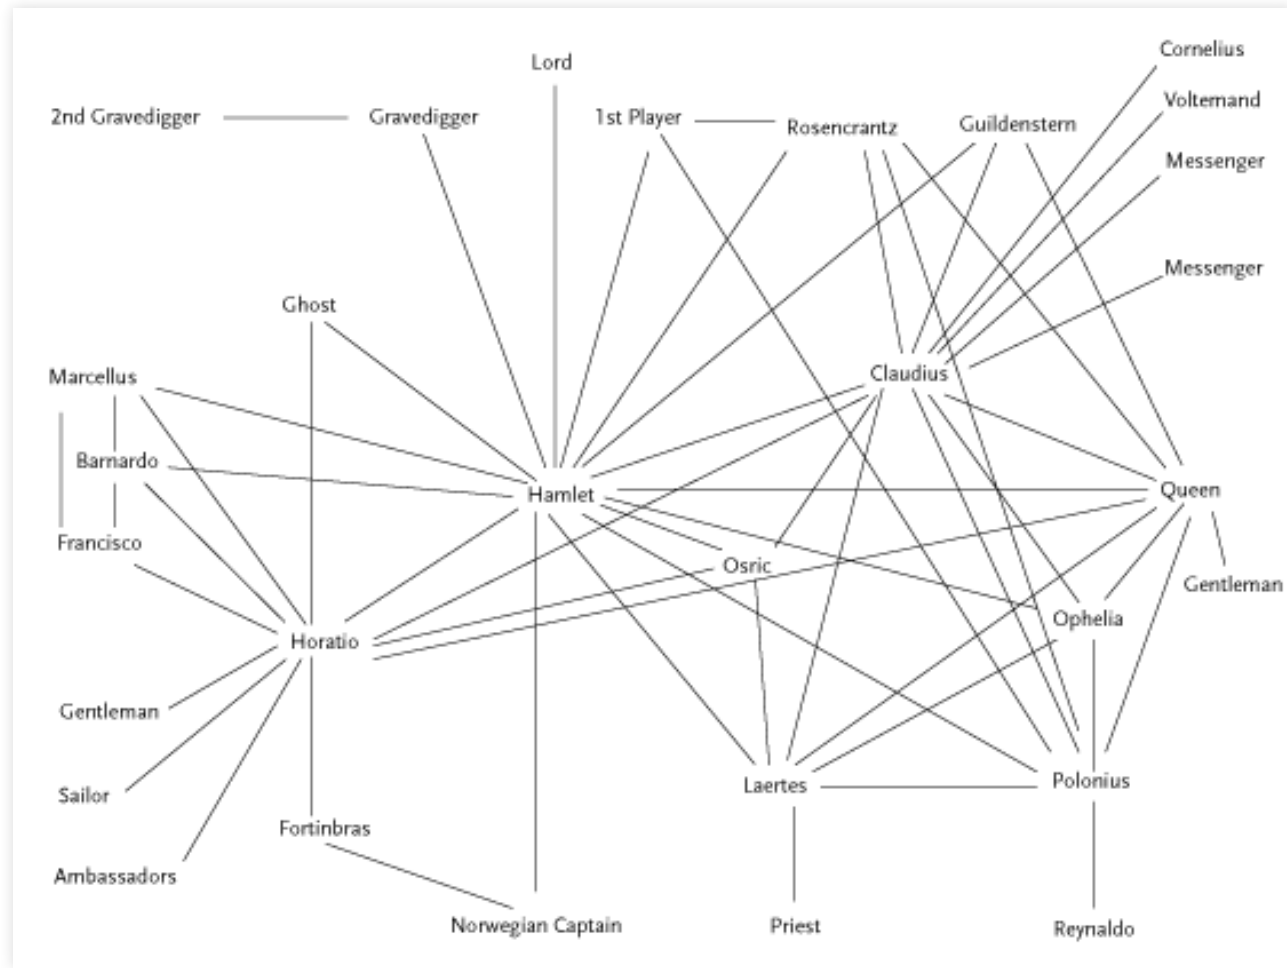 Cornelius
Lord
Voltemand
2nd Gravedigger
Gravedigger
1st Player
Rosencrantz
Guildenstern
Messenger
Messenger
Ghost
Marcellus
Claudius
Barnardo
Hamlet
Queen
Francisco
Osric
Gentleman
Ophelia
Horatio
Gentleman
Laertes
Polonius
Sailor
Fortinbras
Ambassadors
Norwegian Captain
Priest
Reynaldo